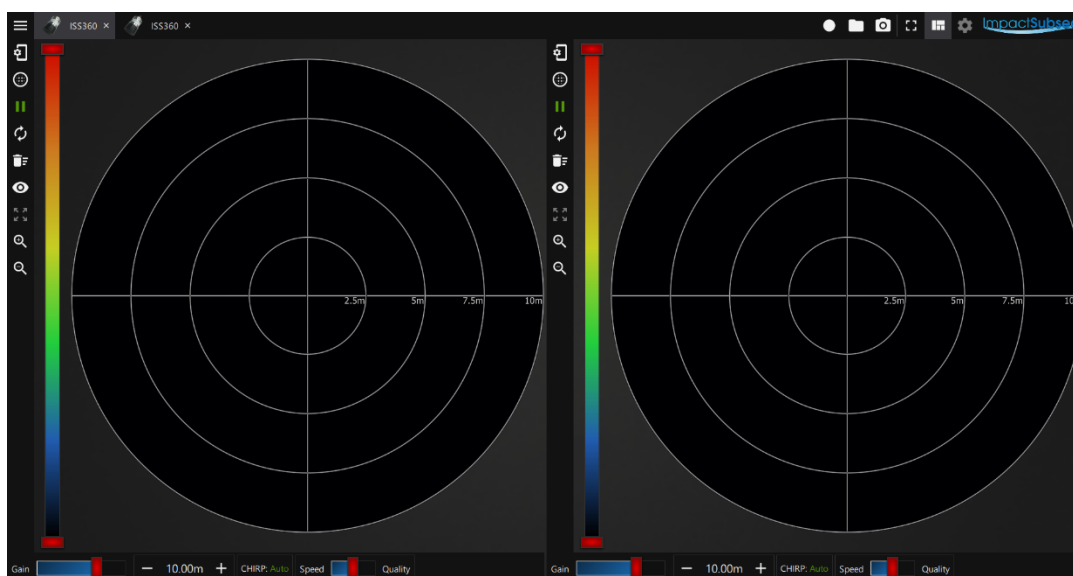 ISS360 × ISS360 ×
2.5m 5m 7.5m 10m
2.5m 5m 7.5m
Gain 10.00m CHIRP: Auto Speed Quality
Gain 10.00m CHIRP: Auto Speed Quality